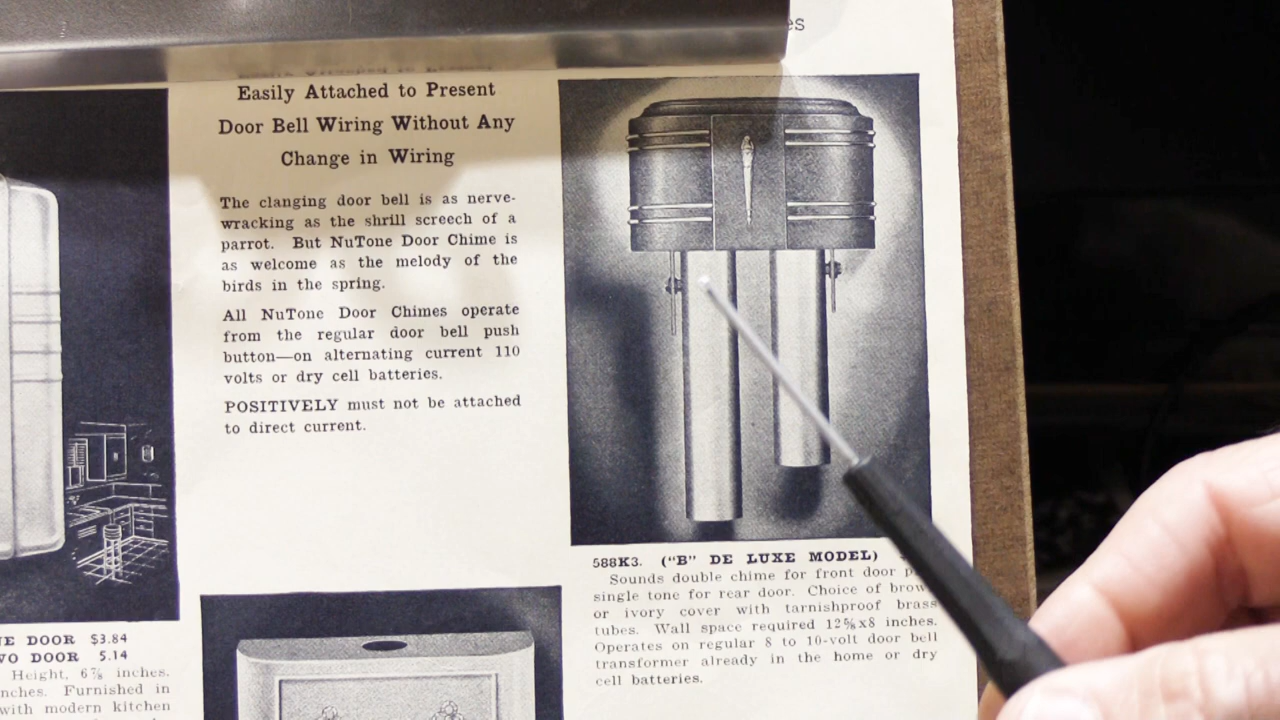 es
Easily Attached to Present
Door Bell Wiring Without Any
Change in Wiring
The clanging door bell is as nerve-
wracking as the shrill screech of a
parrot. But NuTone Door Chime is
as welcome as the melody of the
birds in the spring.
All NuTone Door Chimes operate
from the regular door bell push
button—on alternating current 110
volts or dry cell batteries.
POSITIVELY must not be attached
to direct current.
588K3. ("B" DE LUXE MODEL)
Sounds double chime for front door
single tone for rear door. Choice of brow
or ivory cover with tarnishproof brass
tubes. Wall space required 12⅝x8 inches.
Operates on regular 8 to 10-volt door bell
transformer already in the home or dry
cell batteries.
NE DOOR $3.84
WO DOOR 5.14
Height, 6⅞ inches.
nches. Furnished in
with modern kitchen